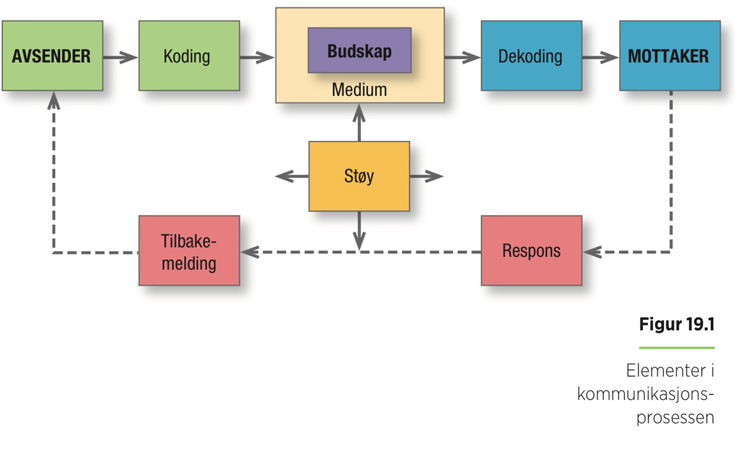 AVSENDER
Koding
Budskap
Medium
Dekoding
MOTTAKER
Støy
Tilbake-
melding
Respons
Figur 19.1
Elementer i
kommunikasjons-
prosessen